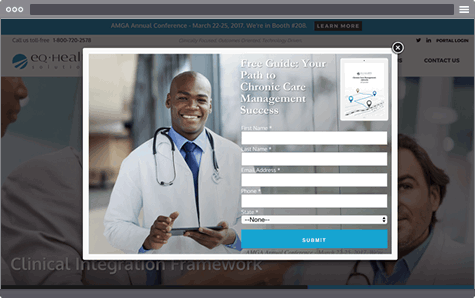 AMGA Annual Conference - March 22-25, 2017. We're in Booth #208. LEARN MORE
Call us toll free: 1-800-720-2578
PORTAL LOGIN
eq·Heal
CONTACT US
Free Guide: Your
Path to
Chronic Care
Management
Success
First Name *
Last Name *
Email Address *
Phone *
State *
--None--
SUBMIT
Clinical Integration Framework